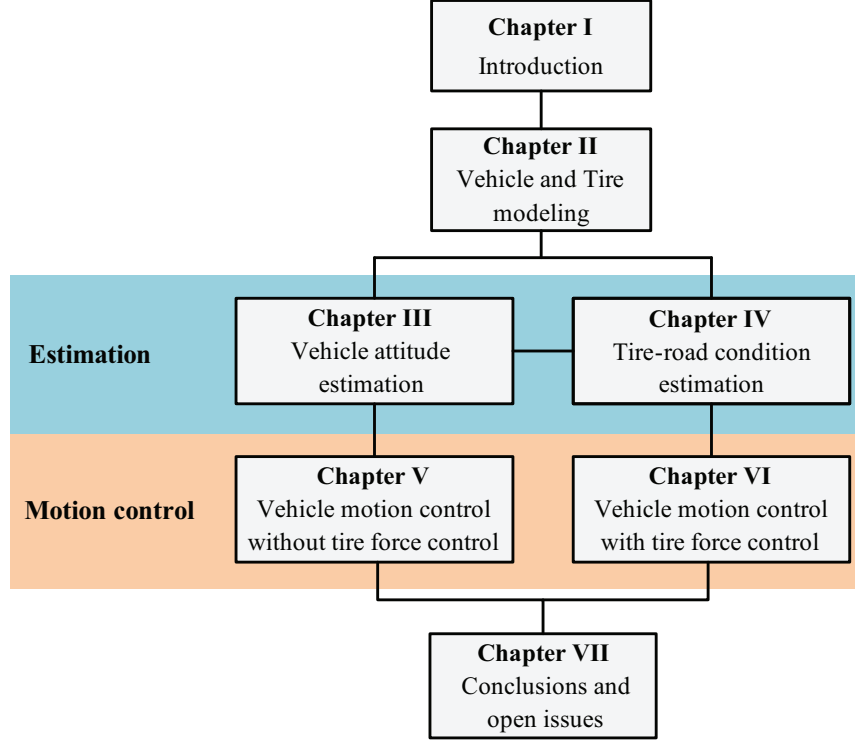 Chapter I
Introduction
Chapter II
Vehicle and Tire
modeling
Estimation
Chapter III
Vehicle attitude
estimation
Chapter IV
Tire-road condition
estimation
Motion control
Chapter V
Vehicle motion control
without tire force control
Chapter VI
Vehicle motion control
with tire force control
Chapter VII
Conclusions and
open issues